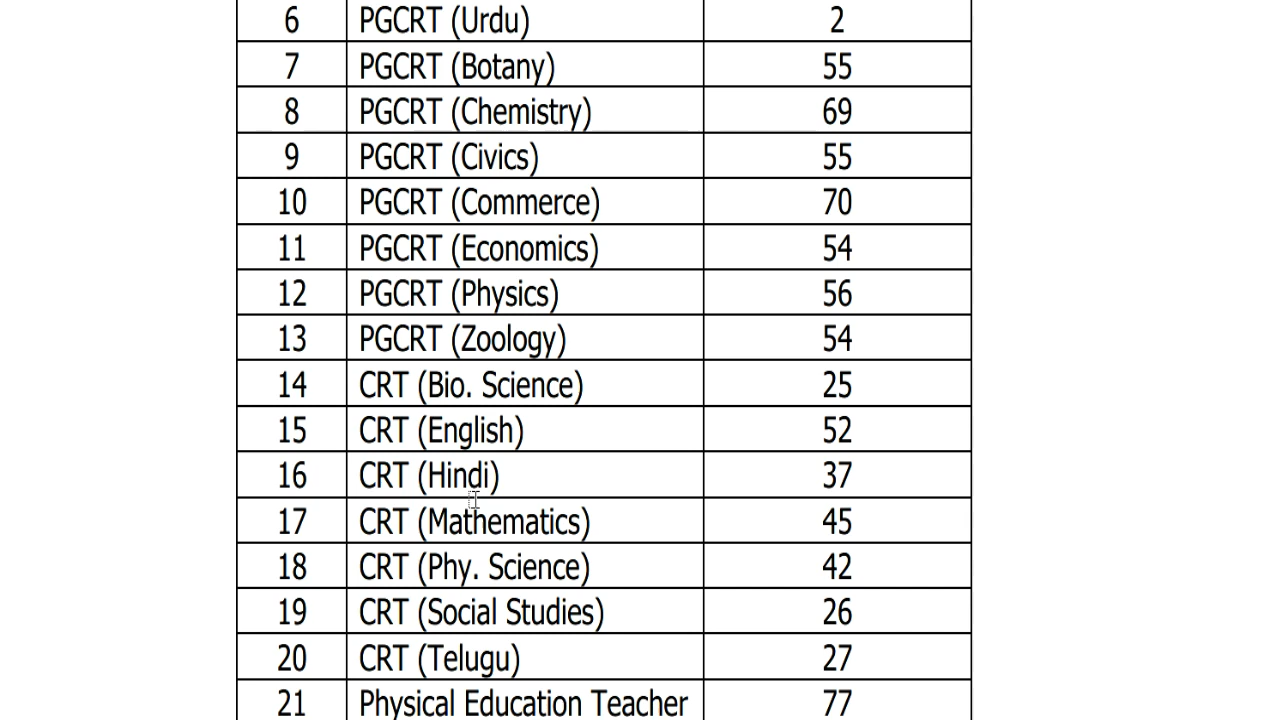 6 PGCRT (Urdu) 2
7 PGCRT (Botany) 55
8 PGCRT (Chemistry) 69
9 PGCRT (Civics) 55
10 PGCRT (Commerce) 70
11 PGCRT (Economics) 54
12 PGCRT (Physics) 56
13 PGCRT (Zoology) 54
14 CRT (Bio. Science) 25
15 CRT (English) 52
16 CRT (Hindi) 37
17 CRT (Mathematics) 45
18 CRT (Phy. Science) 42
19 CRT (Social Studies) 26
20 CRT (Telugu) 27
21 Physical Education Teacher 77